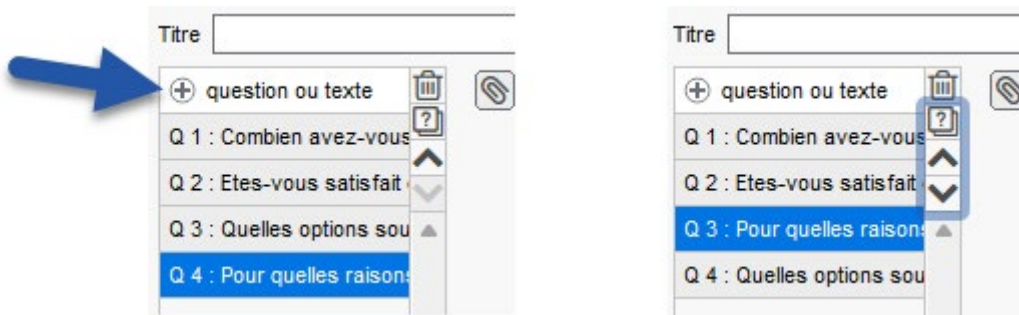 Titre
question ou texte
Q 1 : Combien avez-vous
Q 2 : Etes-vous satisfait
Q 3 : Quelles options sou
Q 4 : Pour quelles raisons
Titre
question ou texte
Q 1 : Combien avez-vous
Q 2 : Etes-vous satisfait
Q 3 : Pour quelles raisons
Q 4 : Quelles options sou